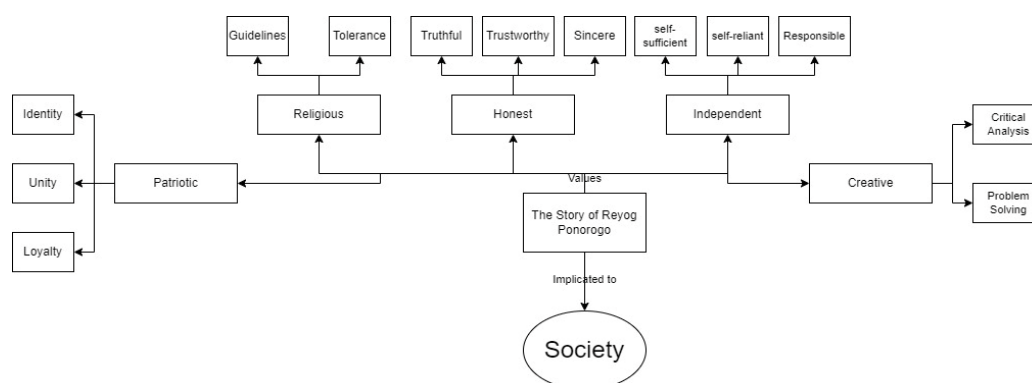 Guidelines
Tolerance
Truthful
Trustworthy
Sincere
self-
sufficient
self-reliant
Responsible
Religious
Honest
Independent
Identity
Unity
Loyalty
Patriotic
Creative
Critical
Analysis
Problem
Solving
Values
The Story of Reyog
Ponorogo
Implicated to
Society